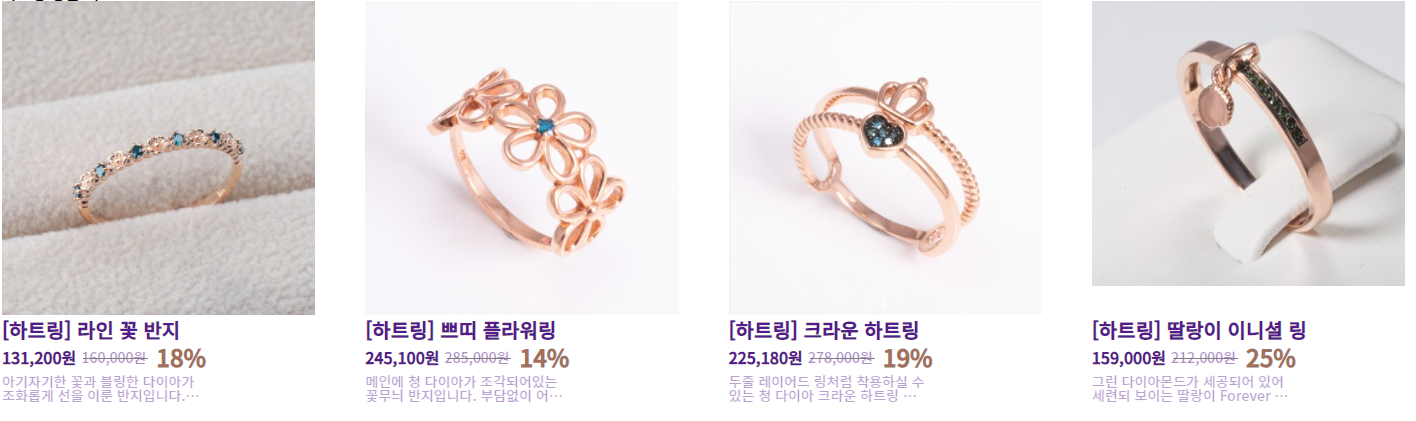 [하트링] 라인 꽃 반지
131,200원 160,000원 18%
아기자기한 꽃과 블링한 다이아가
조화롭게 선을 이룬 반지입니다.…
[하트링] 쁘띠 플라워링
245,100원 285,000원 14%
메인에 청 다이아가 조각되어있는
꽃무늬 반지입니다. 부담없이 어…
[하트링] 크라운 하트링
225,180원 278,000원 19%
두줄 레이어드 링처럼 착용하실 수
있는 청 다이아 크라운 하트링 …
[하트링] 딸랑이 이니셜 링
159,000원 212,000원 25%
그린 다이아몬드가 세공되어 있어
세련되 보이는 딸랑이 Forever …